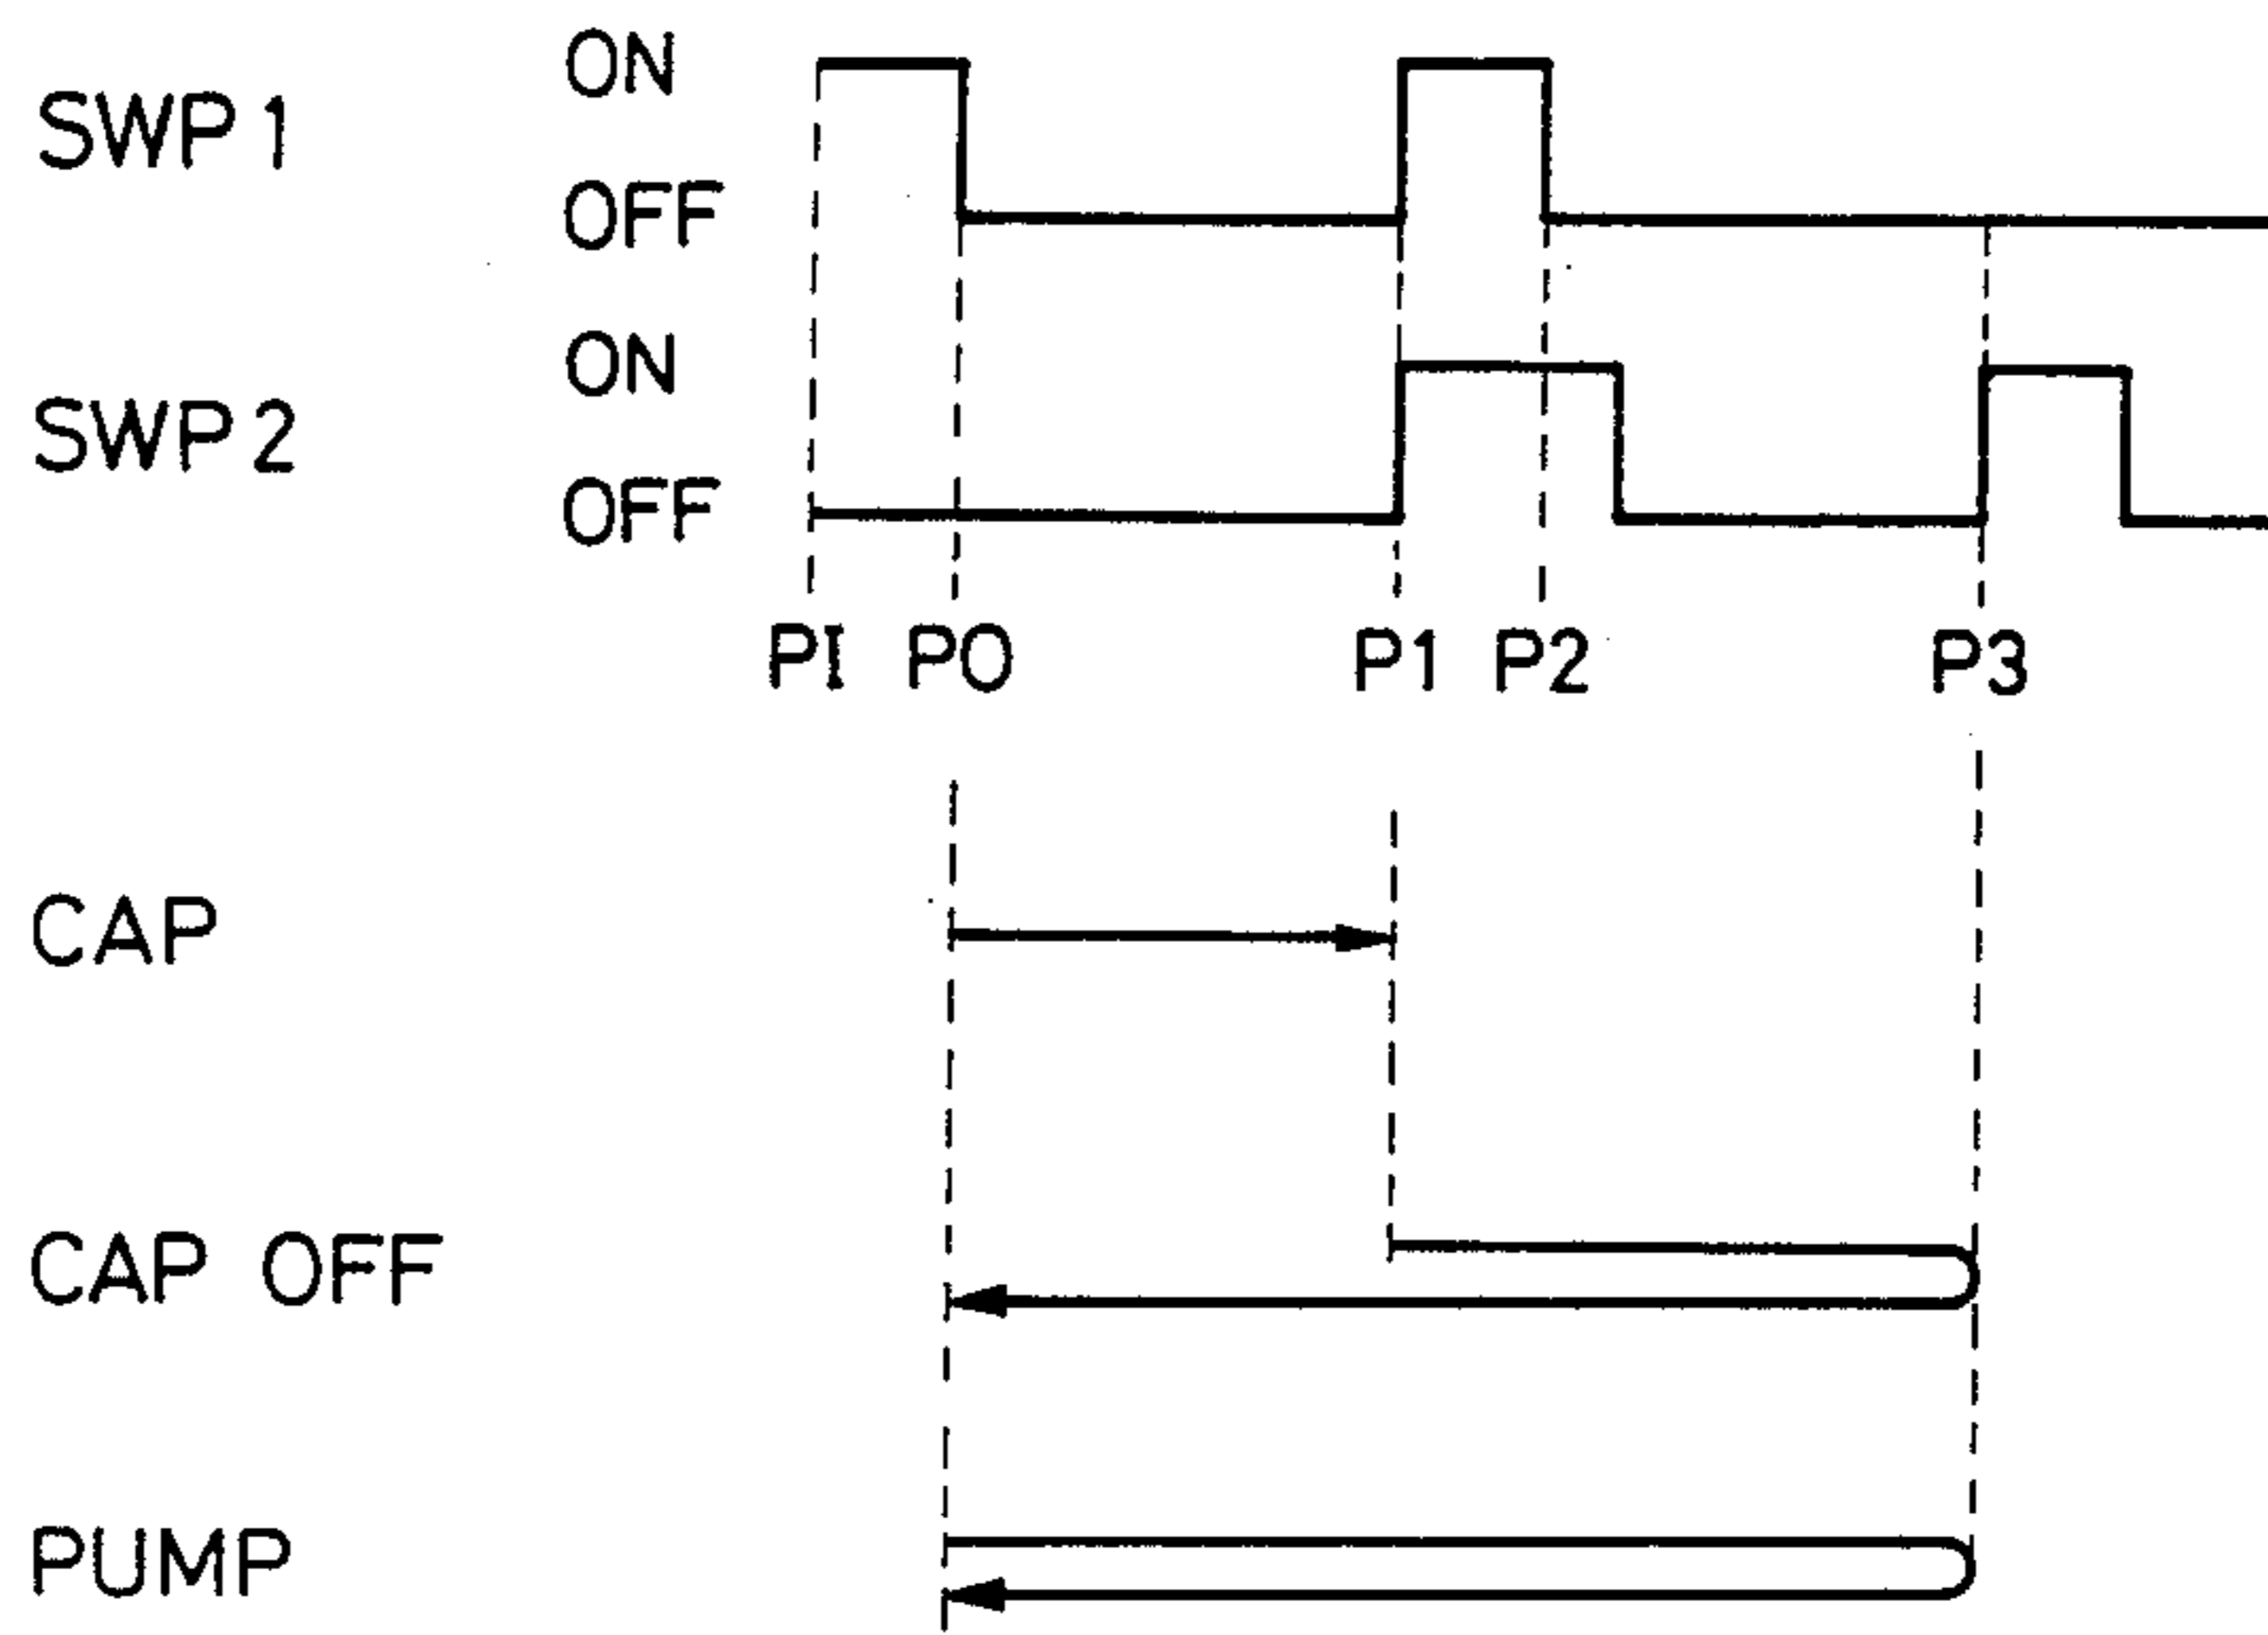 ON
SWP 1
OFF
ON
SWP 2
OFF
PI PO P1 P2 P3
CAP
CAP OFF
PUMP